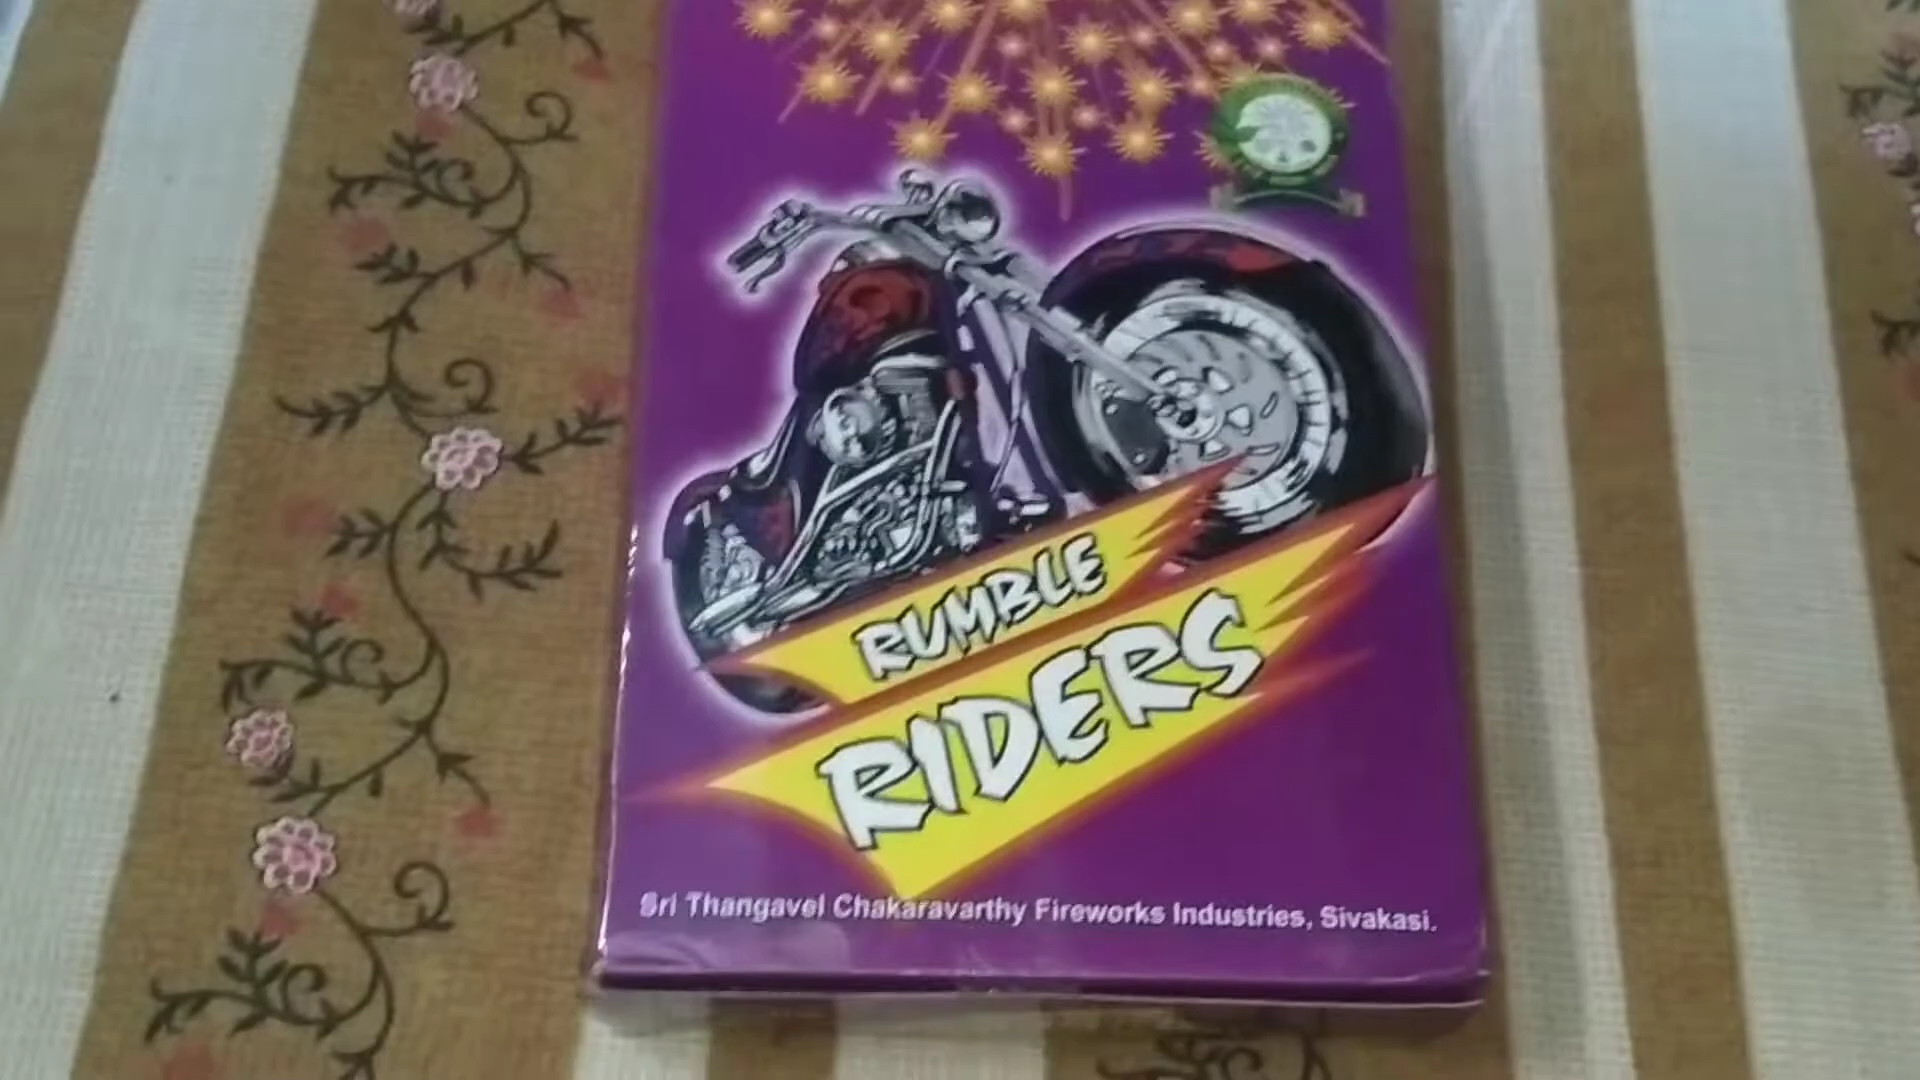 RUMBLE
RIDERS
Sri Thangavel Chakaravarthy Fireworks Industries, Sivakasi.